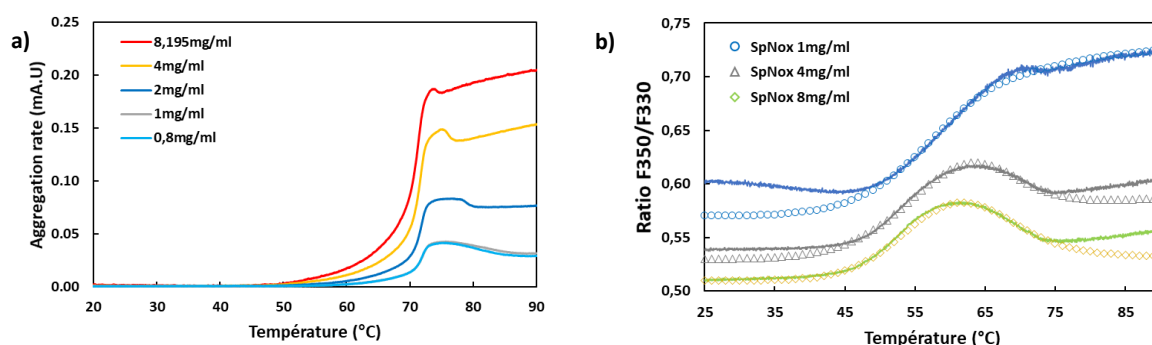 a)
Aggregation rate (mA.U)
0.25
0.20
0.15
0.10
0.05
0.00
8,195mg/ml
4mg/ml
2mg/ml
1mg/ml
0,8mg/ml
20 30 40 50 60 70 80 90
Température (°C)
b)
Ratio F350/F330
0,85
0,70
0,65
0,60
0,55
0,50
SpNox 1mg/ml
SpNox 4mg/ml
SpNox 8mg/ml
25 35 45 55 65 75 85
Température (°C)